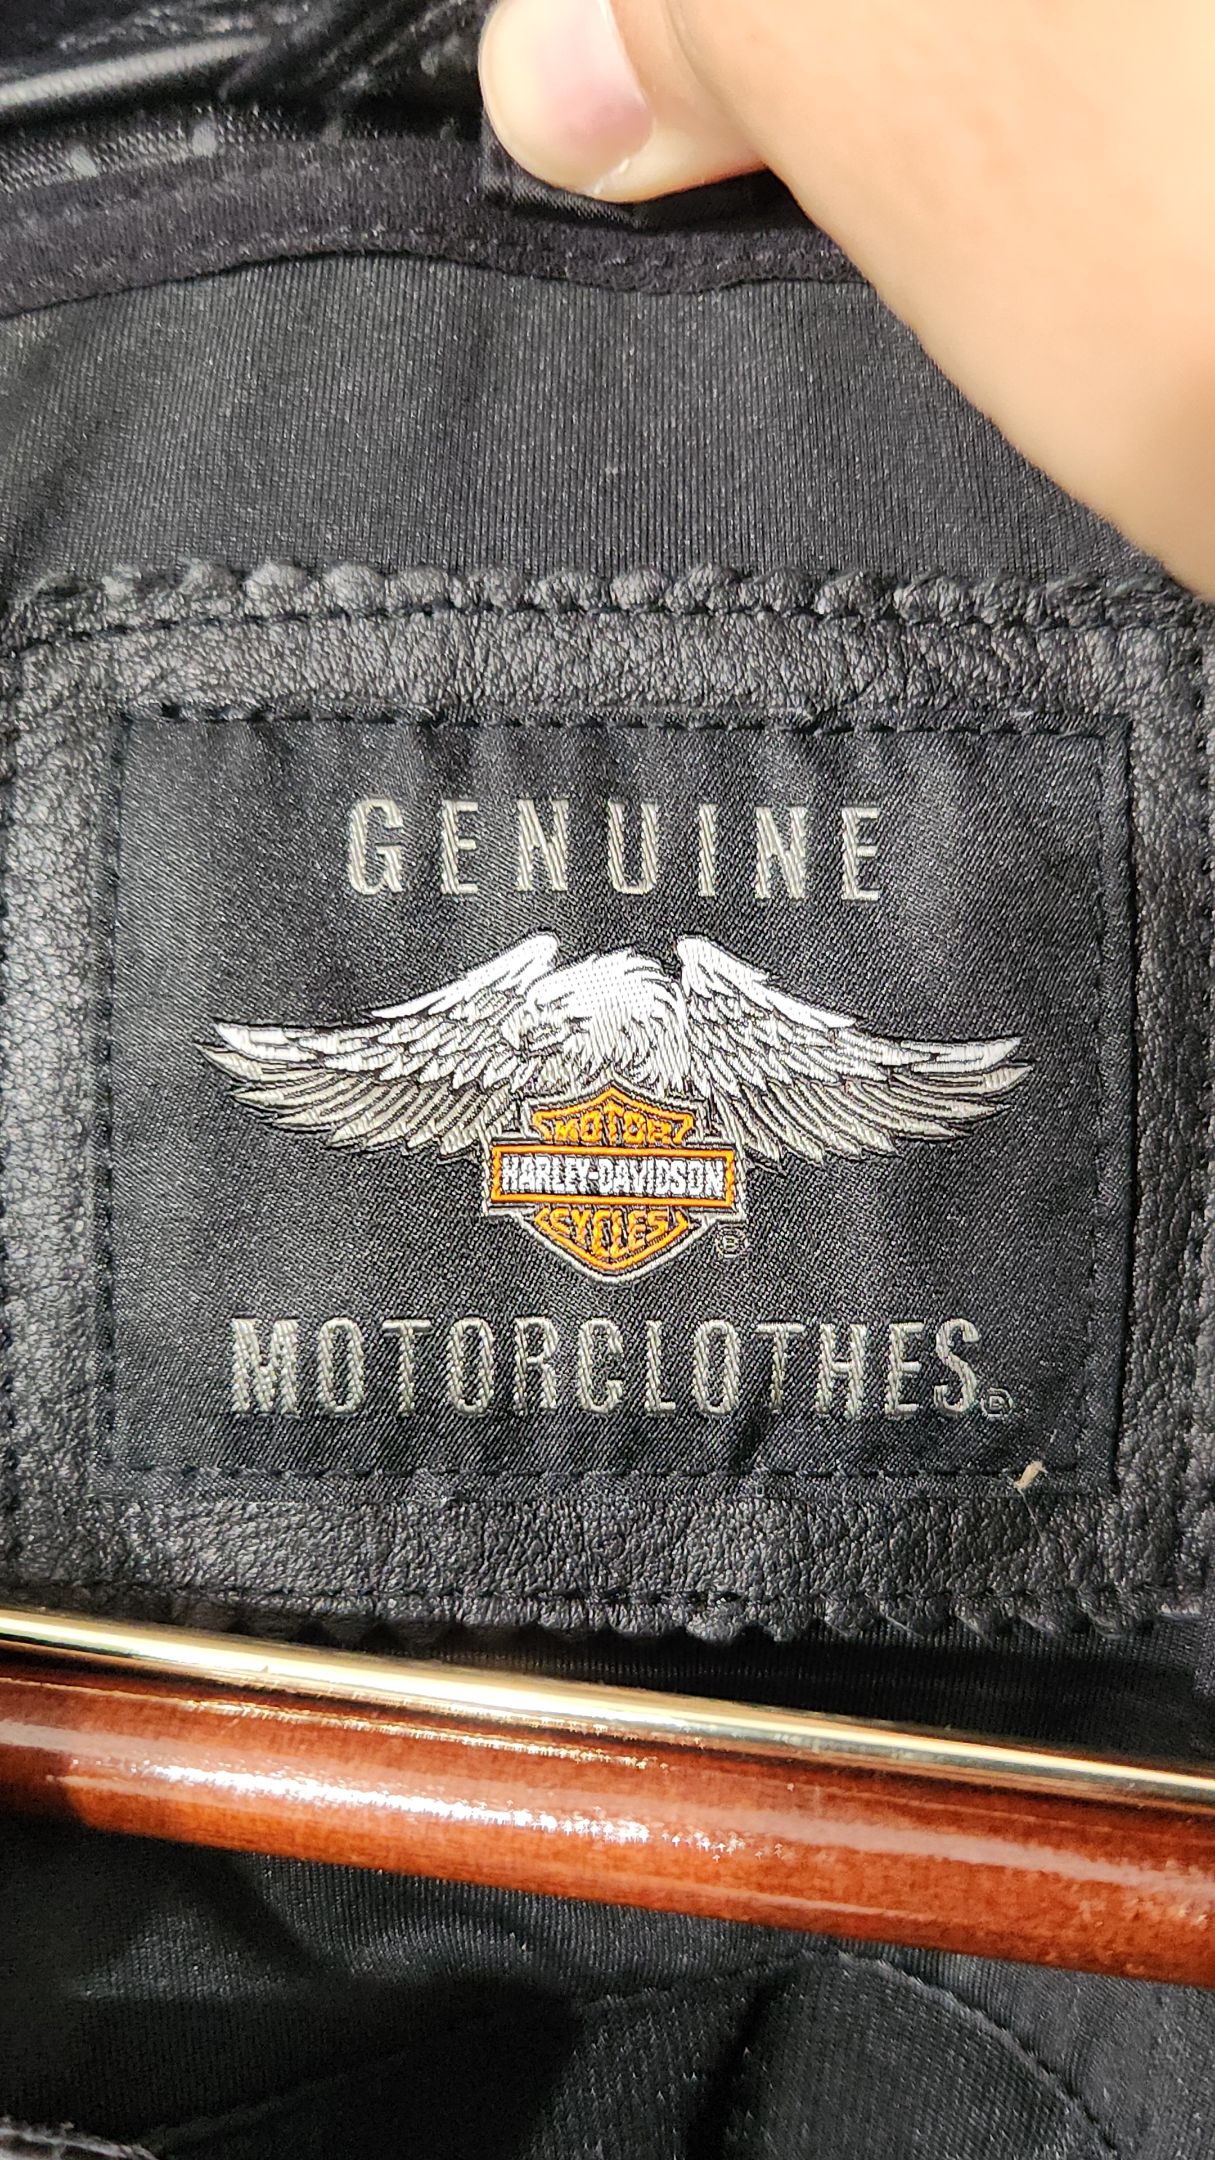 GENUINE
MOTOR
HARLEY-DAVIDSON
CYCLES
®
MOTORCLOTHES®